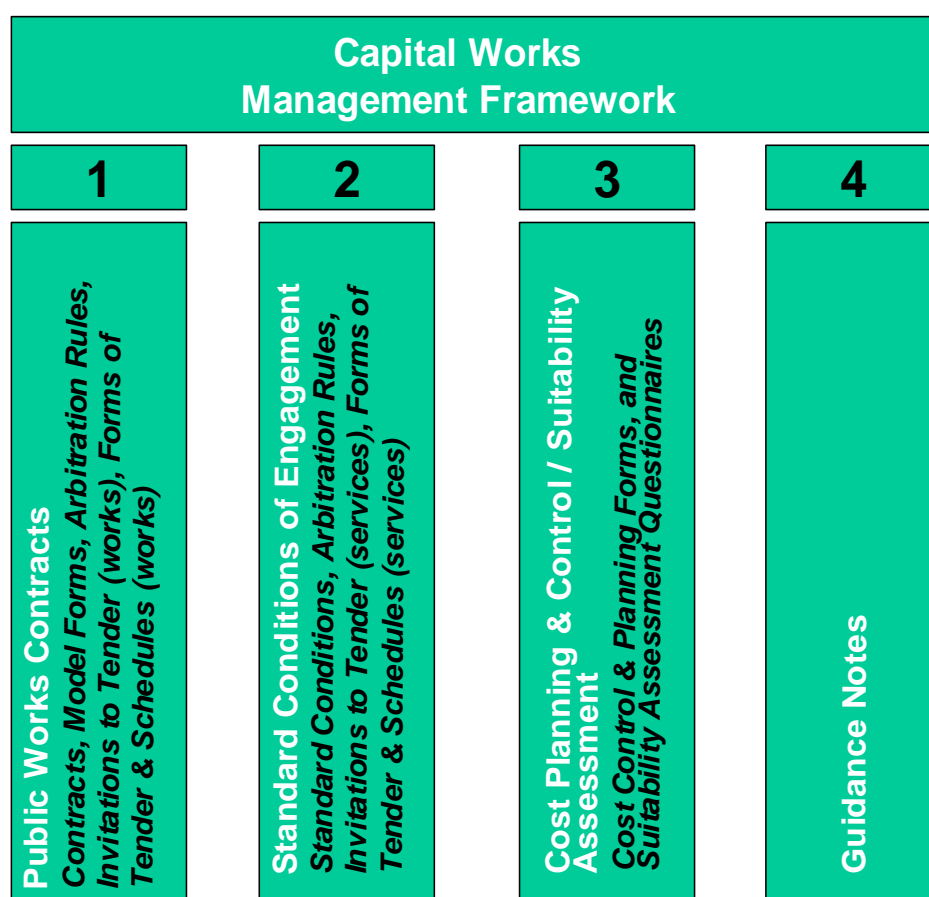 Capital Works
Management Framework
1
2
3
4
Public Works Contracts
Contracts, Model Forms, Arbitration Rules,
Invitations to Tender (works), Forms of
Tender & Schedules (works)
Standard Conditions of Engagement
Standard Conditions, Arbitration Rules,
Invitations to Tender (services), Forms of
Tender & Schedules (services)
Cost Planning & Control / Suitability
Assessment
Cost Control & Planning Forms, and
Suitability Assessment Questionnaires
Guidance Notes